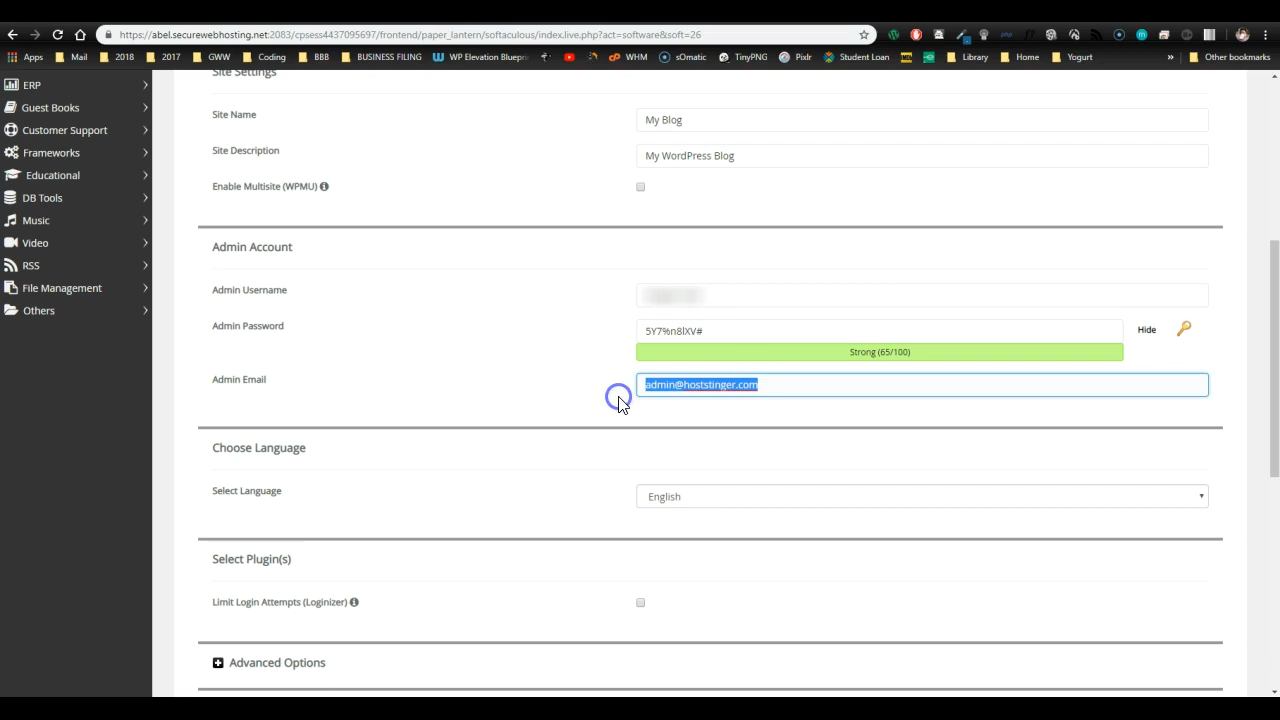 https://abel.securewebhosting.net:2083/cpsess4437095697/frontend/paper_lantern/softaculous/index.live.php?act=software&soft=26
Apps Mail 2018 2017 GWW Coding BBB BUSINESS FILING WP Elevation Blueprin WHM sOmatic TinyPNG Pixlr Student Loan Library Home Yogurt » Other bookmarks
ERP
Guest Books
Customer Support
Frameworks
Educational
DB Tools
Music
Video
RSS
File Management
Others
Site Settings
Site Name
My Blog
Site Description
My WordPress Blog
Enable Multisite (WPMU)
Admin Account
Admin Username
Admin Password
5Y7%n8lXV#
Hide
Strong (65/100)
Admin Email
admin@hoststinger.com
Choose Language
Select Language
English
Select Plugin(s)
Limit Login Attempts (Loginizer)
Advanced Options